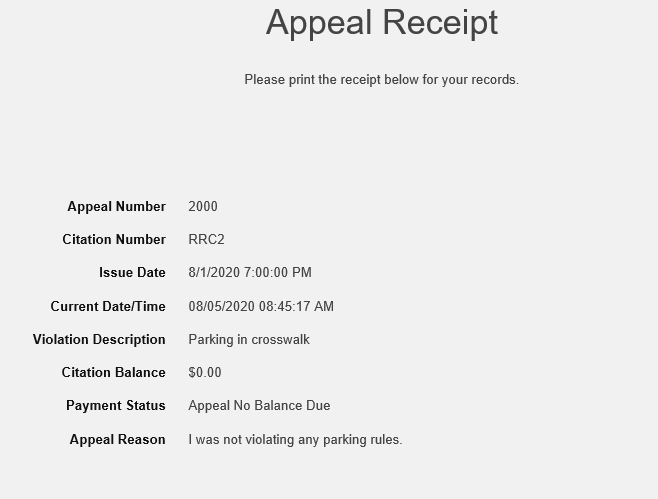 Appeal Receipt
Please print the receipt below for your records.
Appeal Number 2000
Citation Number RRC2
Issue Date 8/1/2020 7:00:00 PM
Current Date/Time 08/05/2020 08:45:17 AM
Violation Description Parking in crosswalk
Citation Balance $0.00
Payment Status Appeal No Balance Due
Appeal Reason I was not violating any parking rules.